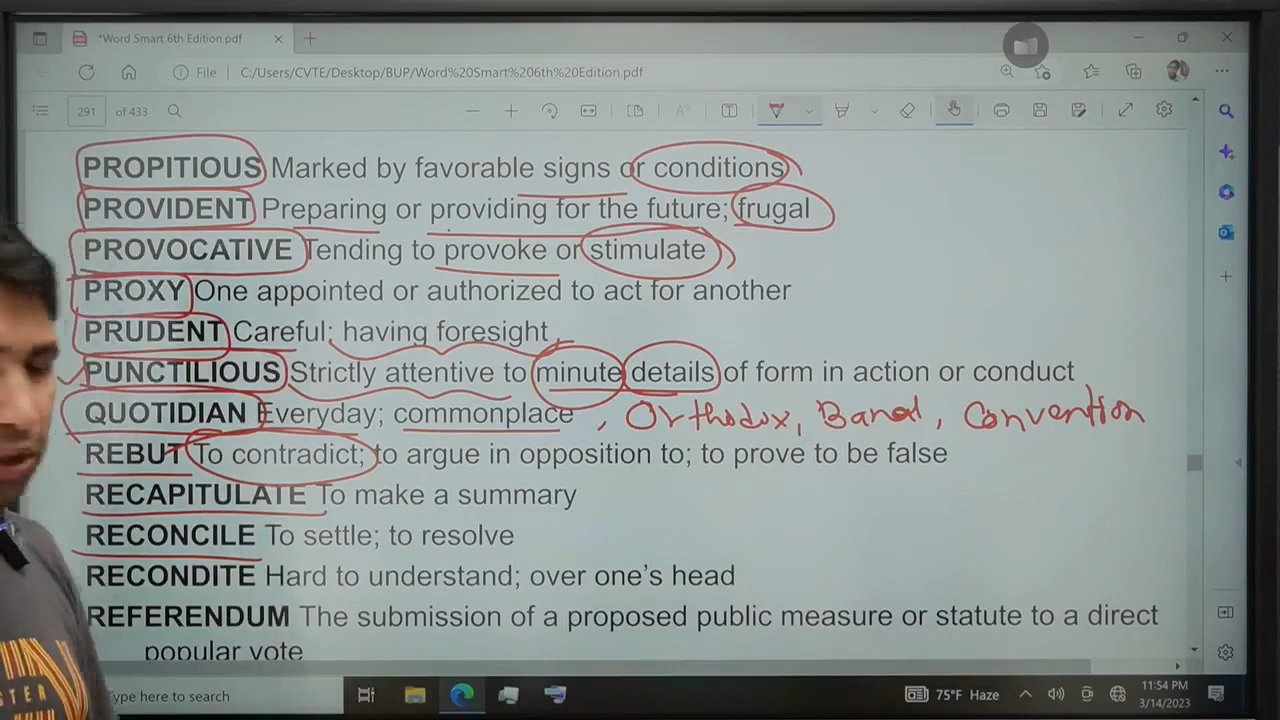 *Word Smart 6th Edition.pdf
File C:/Users/CVTE/Desktop/BUP/Word%20Smart%206th%20Edition.pdf
291 of 433
PROPITIOUS Marked by favorable signs or conditions
PROVIDENT Preparing or providing for the future; frugal
PROVOCATIVE Tending to provoke or stimulate
PROXY One appointed or authorized to act for another
PRUDENT Careful; having foresight
PUNCTILIOUS Strictly attentive to minute details of form in action or conduct
QUOTIDIAN Everyday; commonplace , Orthodox, Banal, Convention
REBUT To contradict; to argue in opposition to; to prove to be false
RECAPITULATE To make a summary
RECONCILE To settle; to resolve
RECONDITE Hard to understand; over one's head
REFERENDUM The submission of a proposed public measure or statute to a direct
popular vote
Type here to search 75°F Haze 11:54 PM
3/14/2023